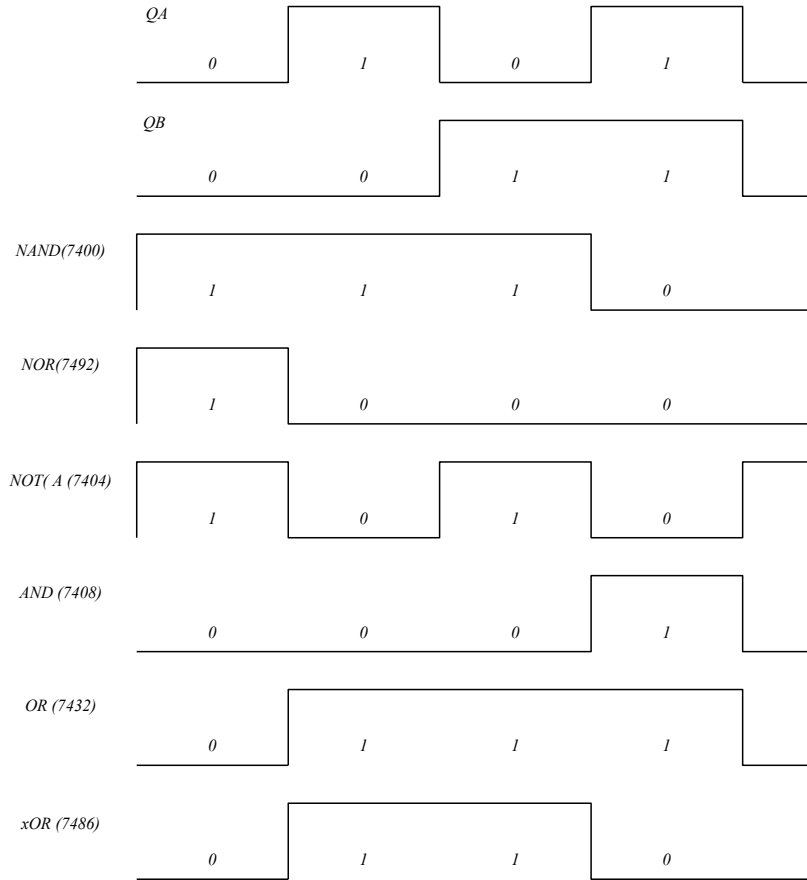 QA
0 1 0 1
QB
0 0 1 1
NAND(7400)
1 1 1 0
NOR(7492)
1 0 0 0
NOT( A (7404)
1 0 1 0
AND (7408)
0 0 0 1
OR (7432)
0 1 1 1
xOR (7486)
0 1 1 0